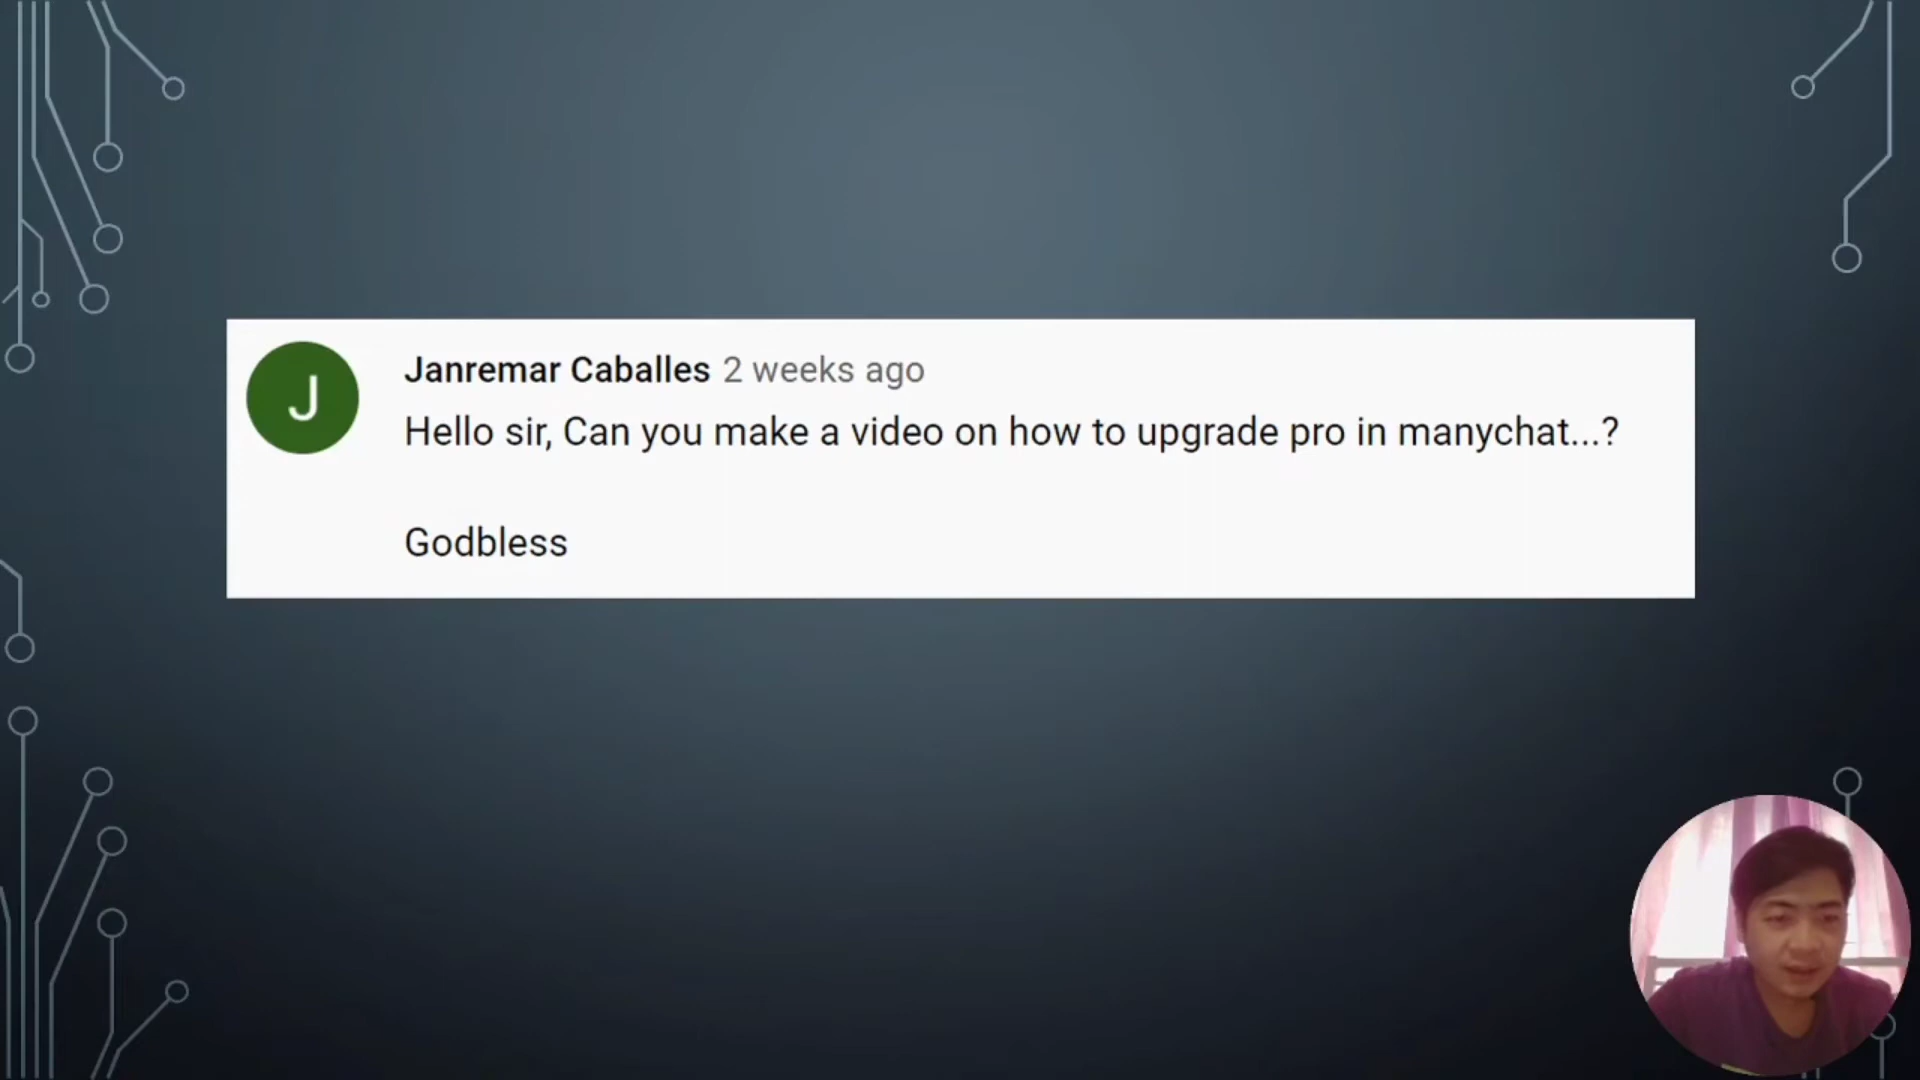 J
Janremar Caballes 2 weeks ago
Hello sir, Can you make a video on how to upgrade pro in manychat...?
Godbless